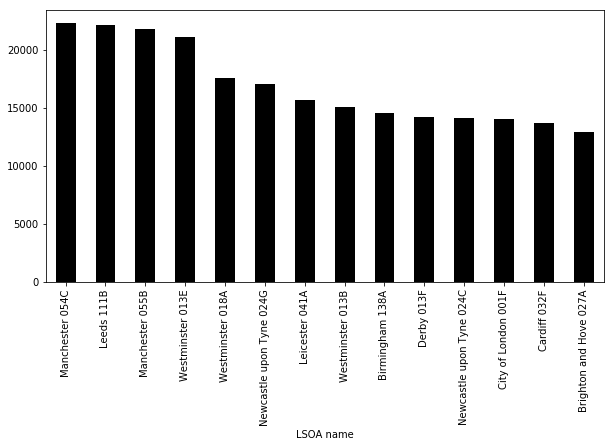 20000
15000
10000
5000
0
Manchester 054C
Leeds 111B
Manchester 055B
Westminster 013E
Westminster 018A
Newcastle upon Tyne 024G
Leicester 041A
Westminster 013B
Birmingham 138A
Derby 013F
Newcastle upon Tyne 024C
City of London 001F
Cardiff 032F
Brighton and Hove 027A
LSOA name